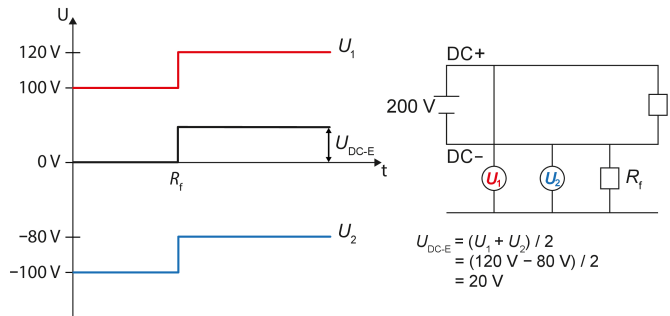 U
120 V
U1
100 V
UDC-E
0 V
Rf
t
−80 V
U2
−100 V
DC+
200 V
DC−
U1
U2
Rf
UDC-E = (U1 + U2) / 2
= (120 V − 80 V) / 2
= 20 V